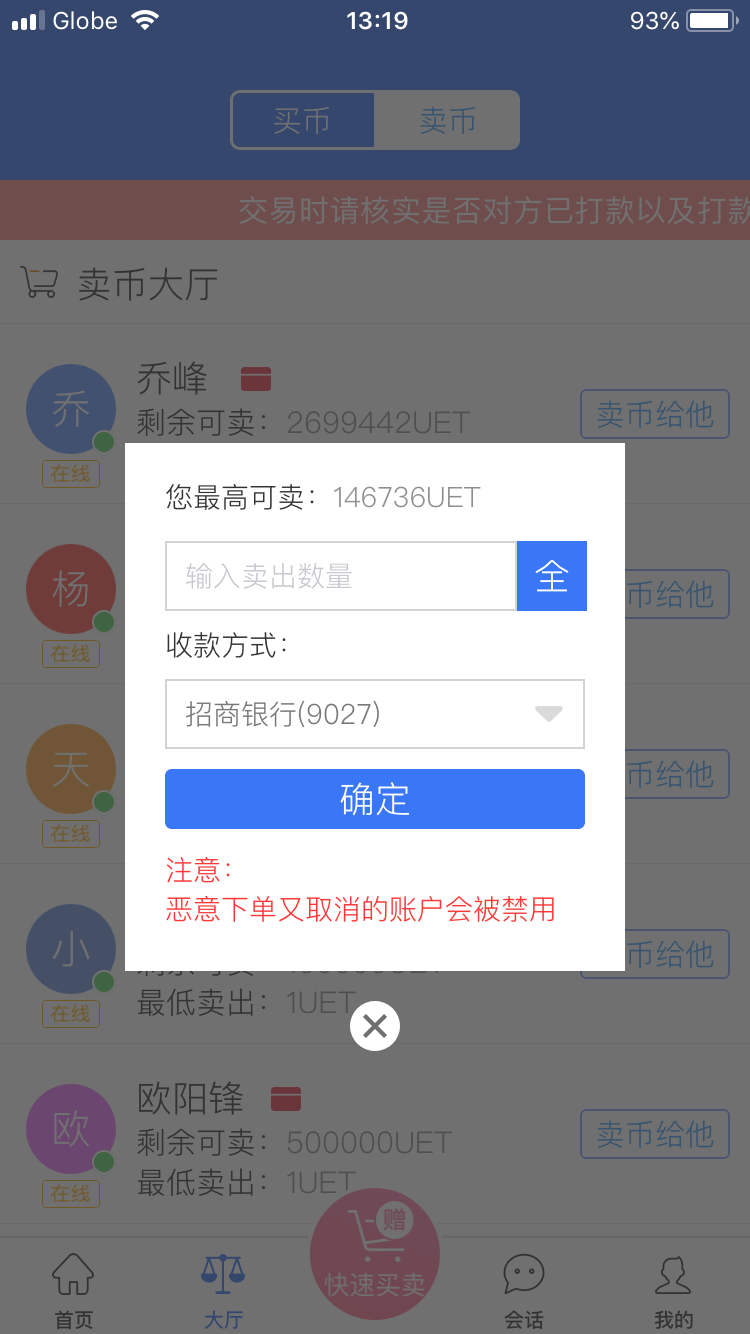 Globe 13:19 93%
买币 卖币
交易时请核实是否对方已打款以及打款
卖币大厅
乔 乔峰
剩余可卖：2699442UET 卖币给他
在线
您最高可卖：146736UET
输入卖出数量 全
杨 币给他
在线
收款方式：
招商银行(9027)
天 币给他
在线
确定
注意：
恶意下单又取消的账户会被禁用
小 币给他
在线
最低卖出：1UET
欧 欧阳锋
剩余可卖：500000UET 卖币给他
最低卖出：1UET
在线
赠
快速买卖
首页 大厅 会话 我的